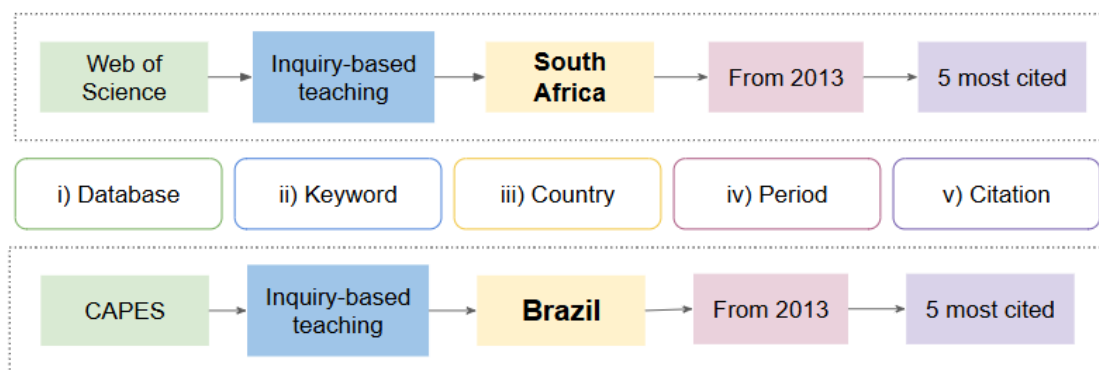 Web of
Science
Inquiry-based
teaching
South
Africa
From 2013
5 most cited
i) Database
ii) Keyword
iii) Country
iv) Period
v) Citation
CAPES
Inquiry-based
teaching
Brazil
From 2013
5 most cited